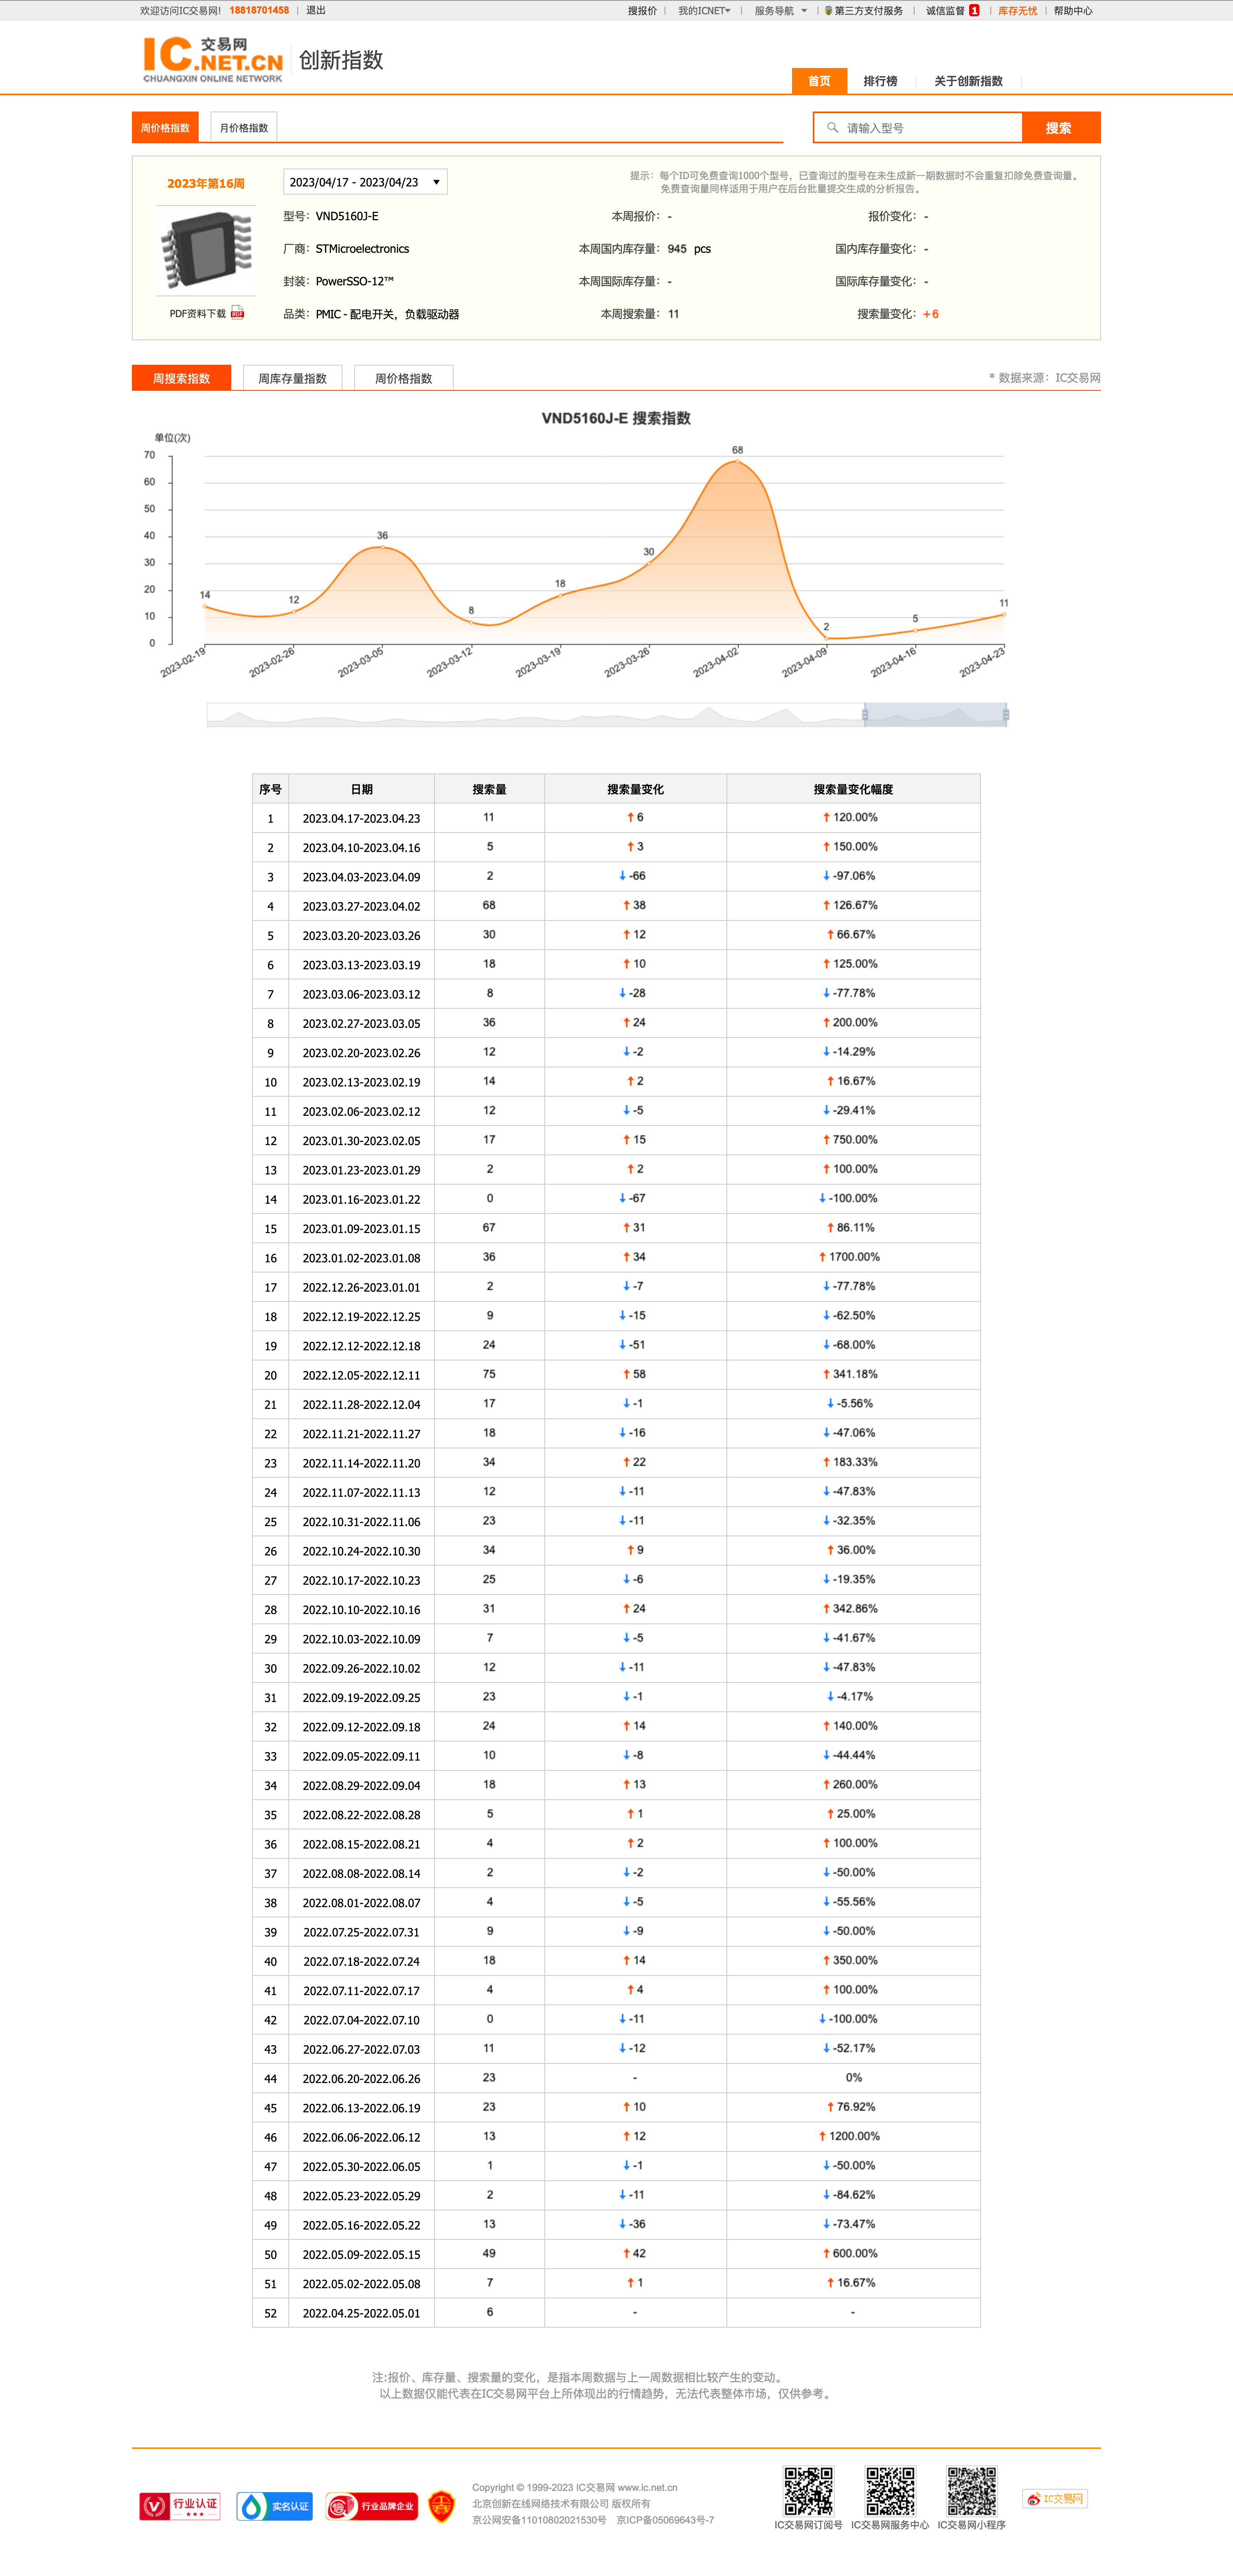 欢迎访问IC交易网! 18818701458 | 退出 搜报价 | 我的ICNET | 服务导航 | 第三方支付服务 | 诚信监督 1 | 库存无忧 | 帮助中心
IC交易网
.NET.CN
CHUANGXIN ONLINE NETWORK
创新指数
首页 排行榜 关于创新指数
周价格指数 月价格指数 请输入型号 搜索
2023年第16周 2023/04/17 - 2023/04/23
提示：每个ID可免费查询1000个型号，已查询过的型号在未生成新一期数据时不会重复扣除免费查询量。
免费查询量同样适用于用户在后台批量提交生成的分析报告。
型号：VND5160J-E 本周报价：- 报价变化：-
厂商：STMicroelectronics 本周国内库存量：945 pcs 国内库存量变化：-
封装：PowerSSO-12™ 本周国际库存量：- 国际库存量变化：-
PDF资料下载 PDF 品类：PMIC - 配电开关，负载驱动器 本周搜索量：11 搜索量变化：+6
周搜索指数 周库存量指数 周价格指数 * 数据来源：IC交易网
VND5160J-E 搜索指数
单位(次)
70
60
50
40
30
20
10
0
14 12 36 8 18 30 68 2 5 11
2023-02-19 2023-02-26 2023-03-05 2023-03-12 2023-03-19 2023-03-26 2023-04-02 2023-04-09 2023-04-16 2023-04-23
序号 日期 搜索量 搜索量变化 搜索量变化幅度
1 2023.04.17-2023.04.23 11 ↑ 6 ↑ 120.00%
2 2023.04.10-2023.04.16 5 ↑ 3 ↑ 150.00%
3 2023.04.03-2023.04.09 2 ↓ -66 ↓ -97.06%
4 2023.03.27-2023.04.02 68 ↑ 38 ↑ 126.67%
5 2023.03.20-2023.03.26 30 ↑ 12 ↑ 66.67%
6 2023.03.13-2023.03.19 18 ↑ 10 ↑ 125.00%
7 2023.03.06-2023.03.12 8 ↓ -28 ↓ -77.78%
8 2023.02.27-2023.03.05 36 ↑ 24 ↑ 200.00%
9 2023.02.20-2023.02.26 12 ↓ -2 ↓ -14.29%
10 2023.02.13-2023.02.19 14 ↑ 2 ↑ 16.67%
11 2023.02.06-2023.02.12 12 ↓ -5 ↓ -29.41%
12 2023.01.30-2023.02.05 17 ↑ 15 ↑ 750.00%
13 2023.01.23-2023.01.29 2 ↑ 2 ↑ 100.00%
14 2023.01.16-2023.01.22 0 ↓ -67 ↓ -100.00%
15 2023.01.09-2023.01.15 67 ↑ 31 ↑ 86.11%
16 2023.01.02-2023.01.08 36 ↑ 34 ↑ 1700.00%
17 2022.12.26-2023.01.01 2 ↓ -7 ↓ -77.78%
18 2022.12.19-2022.12.25 9 ↓ -15 ↓ -62.50%
19 2022.12.12-2022.12.18 24 ↓ -51 ↓ -68.00%
20 2022.12.05-2022.12.11 75 ↑ 58 ↑ 341.18%
21 2022.11.28-2022.12.04 17 ↓ -1 ↓ -5.56%
22 2022.11.21-2022.11.27 18 ↓ -16 ↓ -47.06%
23 2022.11.14-2022.11.20 34 ↑ 22 ↑ 183.33%
24 2022.11.07-2022.11.13 12 ↓ -11 ↓ -47.83%
25 2022.10.31-2022.11.06 23 ↓ -11 ↓ -32.35%
26 2022.10.24-2022.10.30 34 ↑ 9 ↑ 36.00%
27 2022.10.17-2022.10.23 25 ↓ -6 ↓ -19.35%
28 2022.10.10-2022.10.16 31 ↑ 24 ↑ 342.86%
29 2022.10.03-2022.10.09 7 ↓ -5 ↓ -41.67%
30 2022.09.26-2022.10.02 12 ↓ -11 ↓ -47.83%
31 2022.09.19-2022.09.25 23 ↓ -1 ↓ -4.17%
32 2022.09.12-2022.09.18 24 ↑ 14 ↑ 140.00%
33 2022.09.05-2022.09.11 10 ↓ -8 ↓ -44.44%
34 2022.08.29-2022.09.04 18 ↑ 13 ↑ 260.00%
35 2022.08.22-2022.08.28 5 ↑ 1 ↑ 25.00%
36 2022.08.15-2022.08.21 4 ↑ 2 ↑ 100.00%
37 2022.08.08-2022.08.14 2 ↓ -2 ↓ -50.00%
38 2022.08.01-2022.08.07 4 ↓ -5 ↓ -55.56%
39 2022.07.25-2022.07.31 9 ↓ -9 ↓ -50.00%
40 2022.07.18-2022.07.24 18 ↑ 14 ↑ 350.00%
41 2022.07.11-2022.07.17 4 ↑ 4 ↑ 100.00%
42 2022.07.04-2022.07.10 0 ↓ -11 ↓ -100.00%
43 2022.06.27-2022.07.03 11 ↓ -12 ↓ -52.17%
44 2022.06.20-2022.06.26 23 - 0%
45 2022.06.13-2022.06.19 23 ↑ 10 ↑ 76.92%
46 2022.06.06-2022.06.12 13 ↑ 12 ↑ 1200.00%
47 2022.05.30-2022.06.05 1 ↓ -1 ↓ -50.00%
48 2022.05.23-2022.05.29 2 ↓ -11 ↓ -84.62%
49 2022.05.16-2022.05.22 13 ↓ -36 ↓ -73.47%
50 2022.05.09-2022.05.15 49 ↑ 42 ↑ 600.00%
51 2022.05.02-2022.05.08 7 ↑ 1 ↑ 16.67%
52 2022.04.25-2022.05.01 6 - -
注:报价、库存量、搜索量的变化，是指本周数据与上一周数据相比较产生的变动。
以上数据仅能代表在IC交易网平台上所体现出的行情趋势，无法代表整体市场，仅供参考。
行业认证 实名认证 行业品牌企业
Copyright © 1999-2023 IC交易网 www.ic.net.cn
北京创新在线网络技术有限公司 版权所有
京公网安备11010802021530号 京ICP备05069643号-7
IC交易网订阅号 IC交易网服务中心 IC交易网小程序
IC交易网